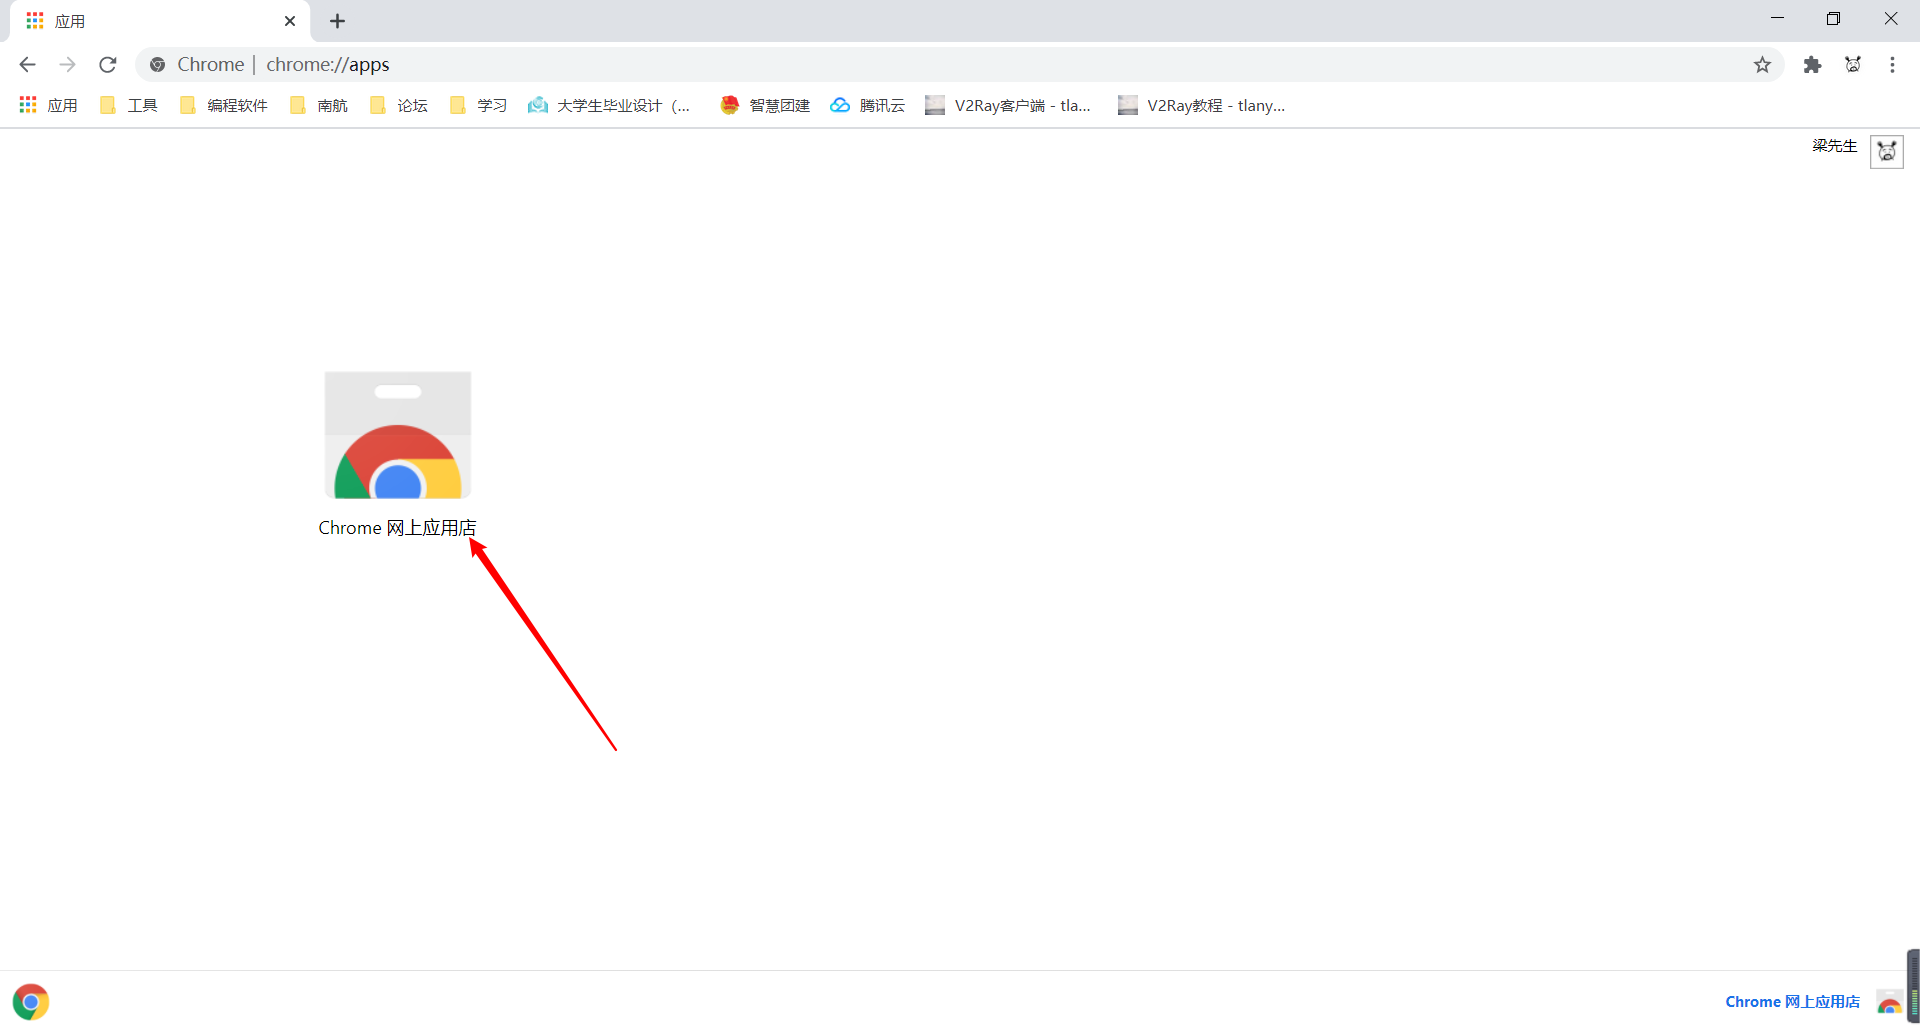 应用
Chrome | chrome://apps
应用 工具 编程软件 南航 论坛 学习 大学生毕业设计（... 智慧团建 腾讯云 V2Ray客户端 - tla... V2Ray教程 - tlany...
梁先生
Chrome 网上应用店
Chrome 网上应用店